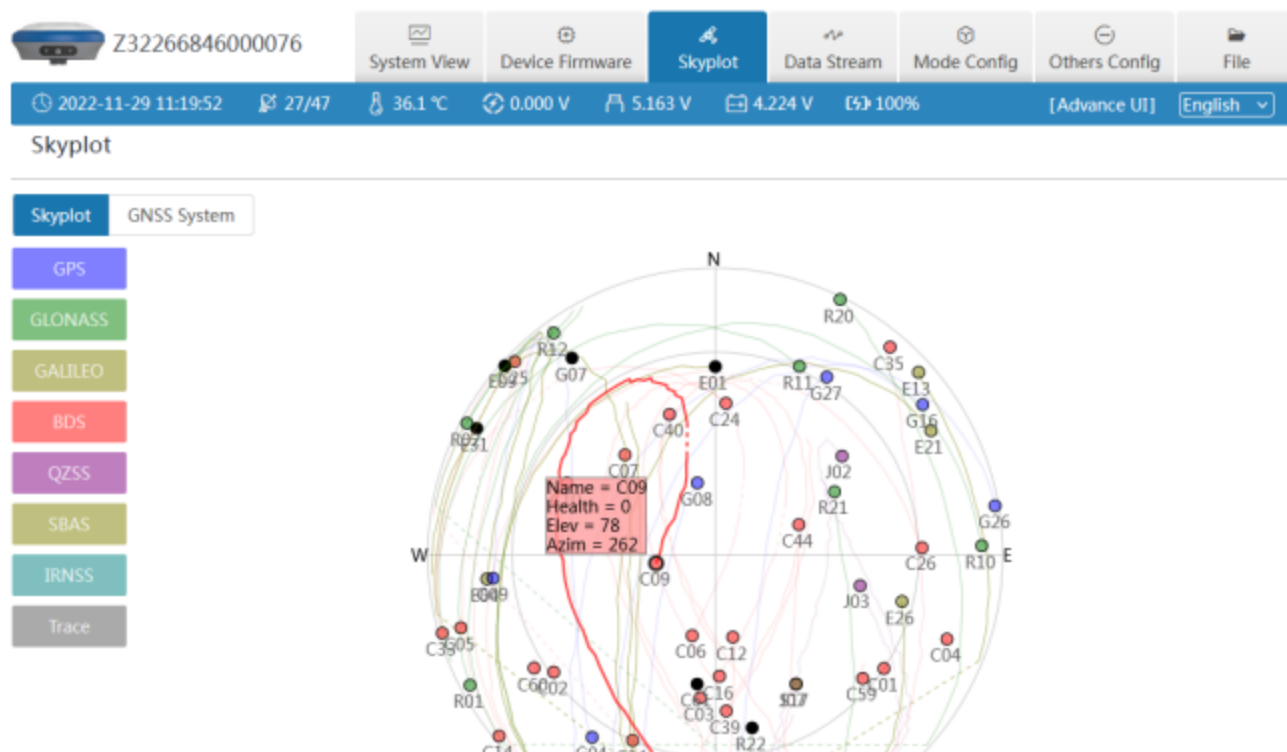 Z32266846000076
System View
Device Firmware
Skyplot
Data Stream
Mode Config
Others Config
File
2022-11-29 11:19:52 27/47 36.1 ℃ 0.000 V 5.163 V 4.224 V 100% [Advance UI] English
Skyplot
Skyplot GNSS System
GPS
GLONASS
GALILEO
BDS
QZSS
SBAS
IRNSS
Trace
N
R20
R12
C35
G07
E01
R11
G27
E13
G16
C40
C24
E21
C07
J02
Name = C09
Health = 0
Elev = 78
Azim = 262
G08
R21
G26
C44
W
E
C09
C26
R10
J03
E26
C06
C12
C04
C60
C02
C16
C59
C01
R01
C03
C39
R22
C14
G04